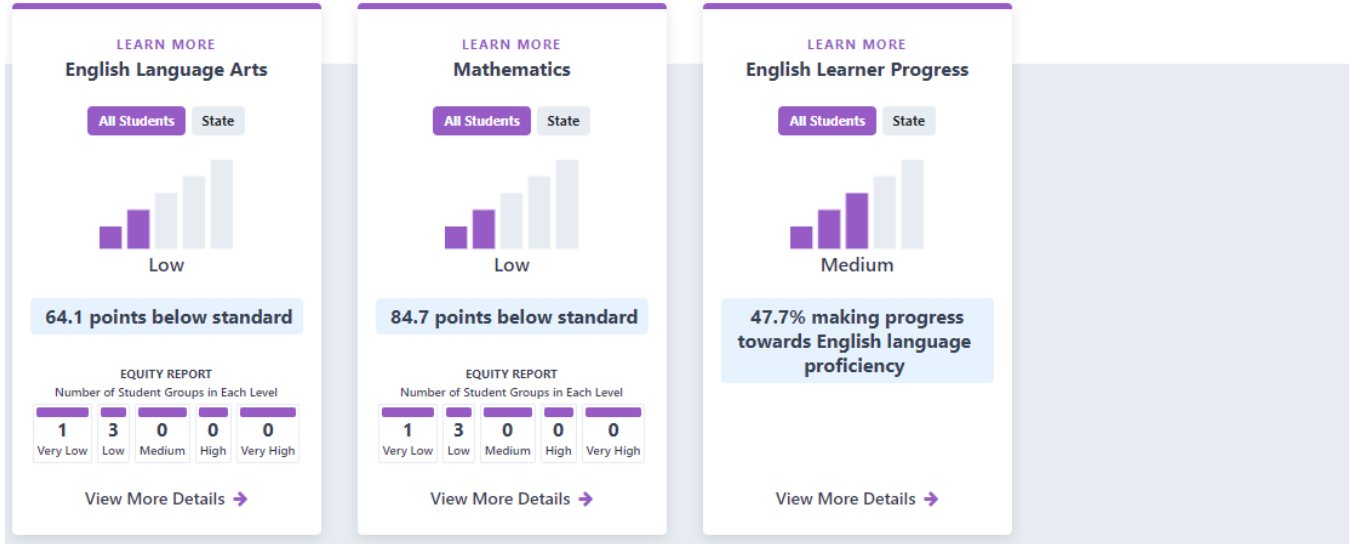 LEARN MORE
English Language Arts
All Students State
Low
64.1 points below standard
EQUITY REPORT
Number of Student Groups in Each Level
1 3 0 0 0
Very Low Low Medium High Very High
View More Details
LEARN MORE
Mathematics
All Students State
Low
84.7 points below standard
EQUITY REPORT
Number of Student Groups in Each Level
1 3 0 0 0
Very Low Low Medium High Very High
View More Details
LEARN MORE
English Learner Progress
All Students State
Medium
47.7% making progress
towards English language
proficiency
View More Details